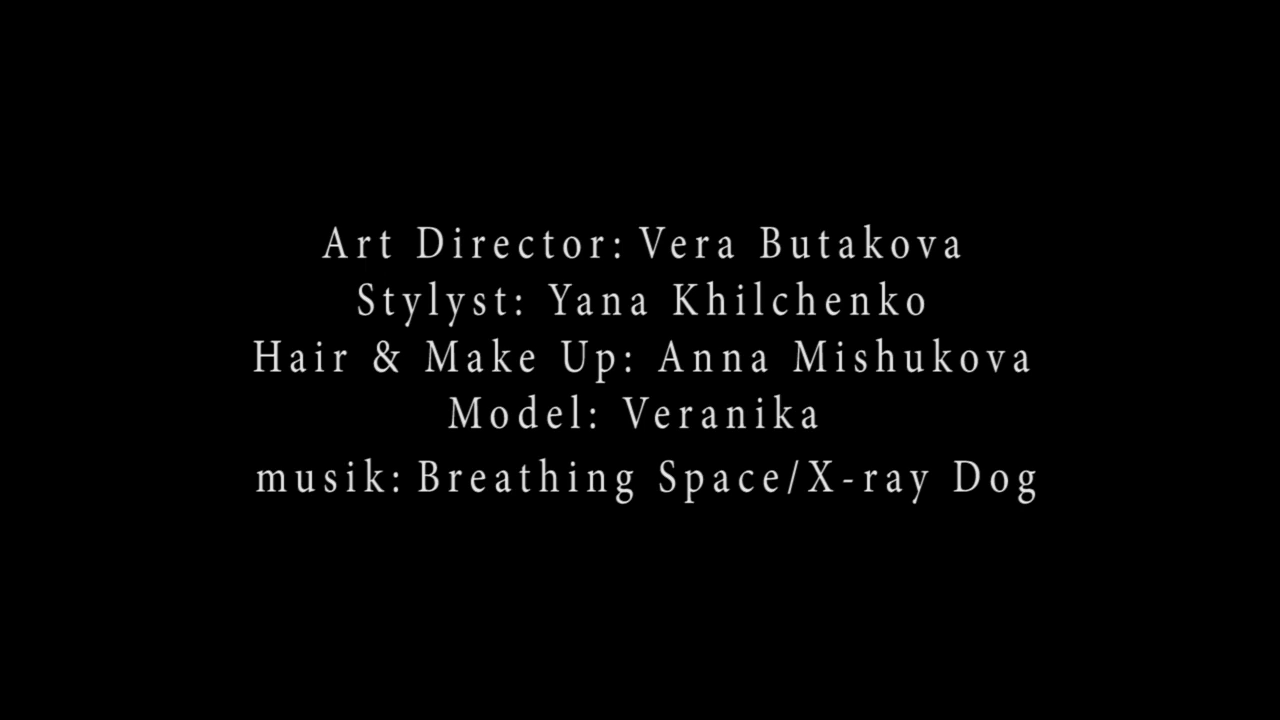 Art Director: Vera Butakova
Stylyst: Yana Khilchenko
Hair & Make Up: Anna Mishukova
Model: Veranika
musik: Breathing Space/X-ray Dog